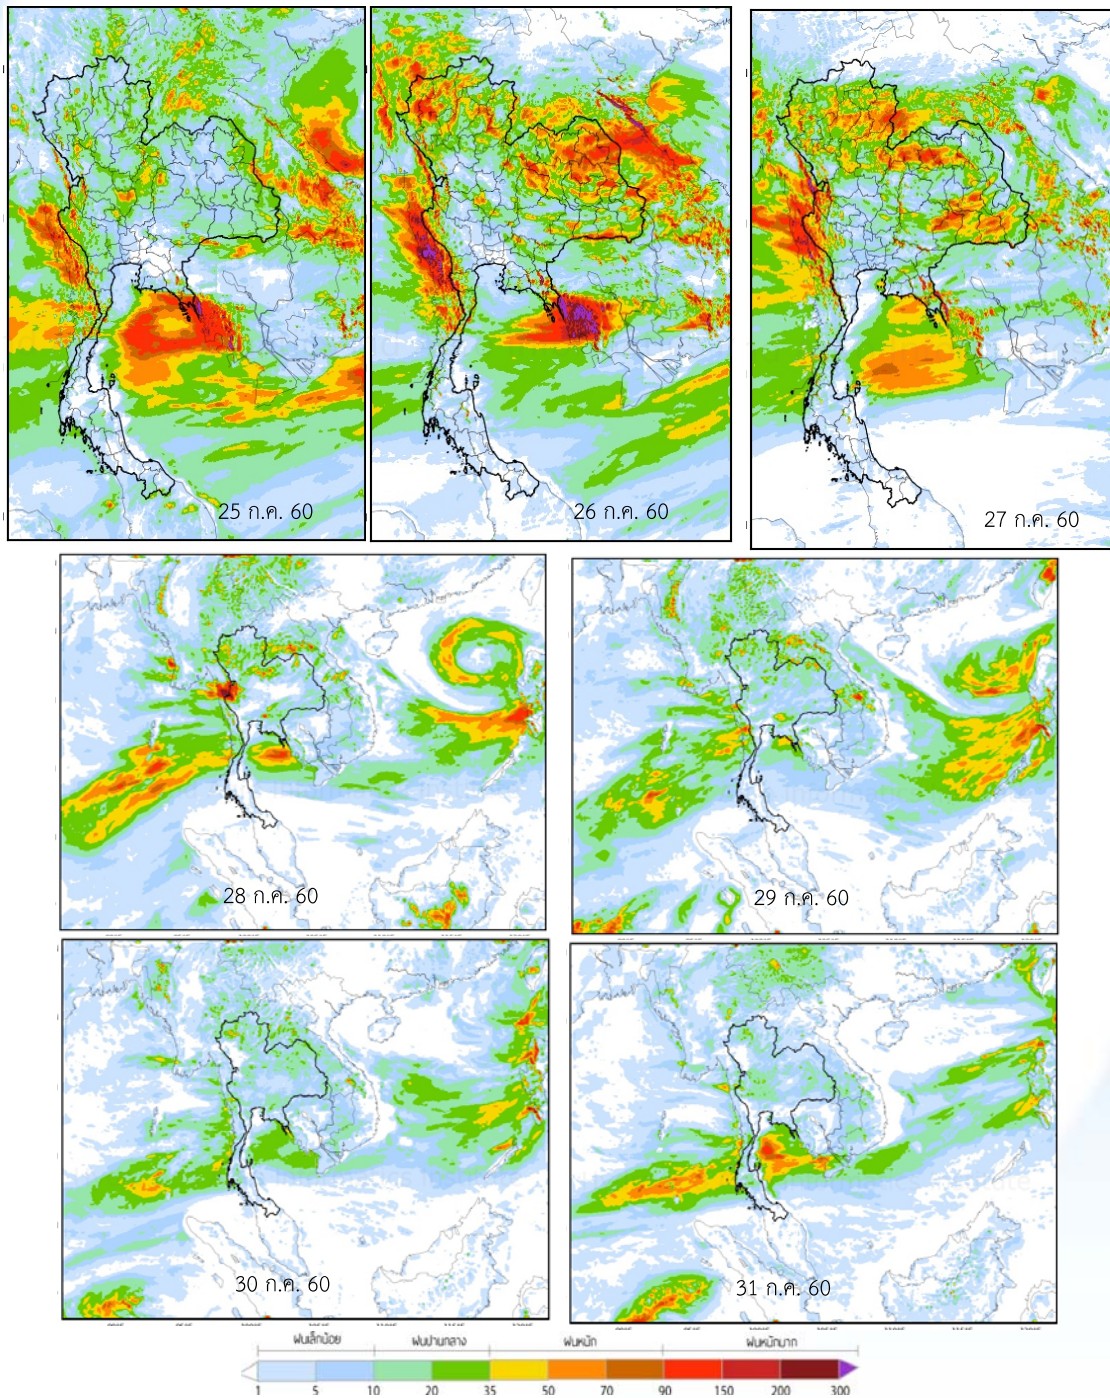 25 ก.ค. 60
26 ก.ค. 60
27 ก.ค. 60
28 ก.ค. 60
29 ก.ค. 60
30 ก.ค. 60
31 ก.ค. 60
ฝนเล็กน้อย ฝนปานกลาง ฝนหนัก ฝนหนักมาก
1 5 10 20 35 50 70 90 150 200 300